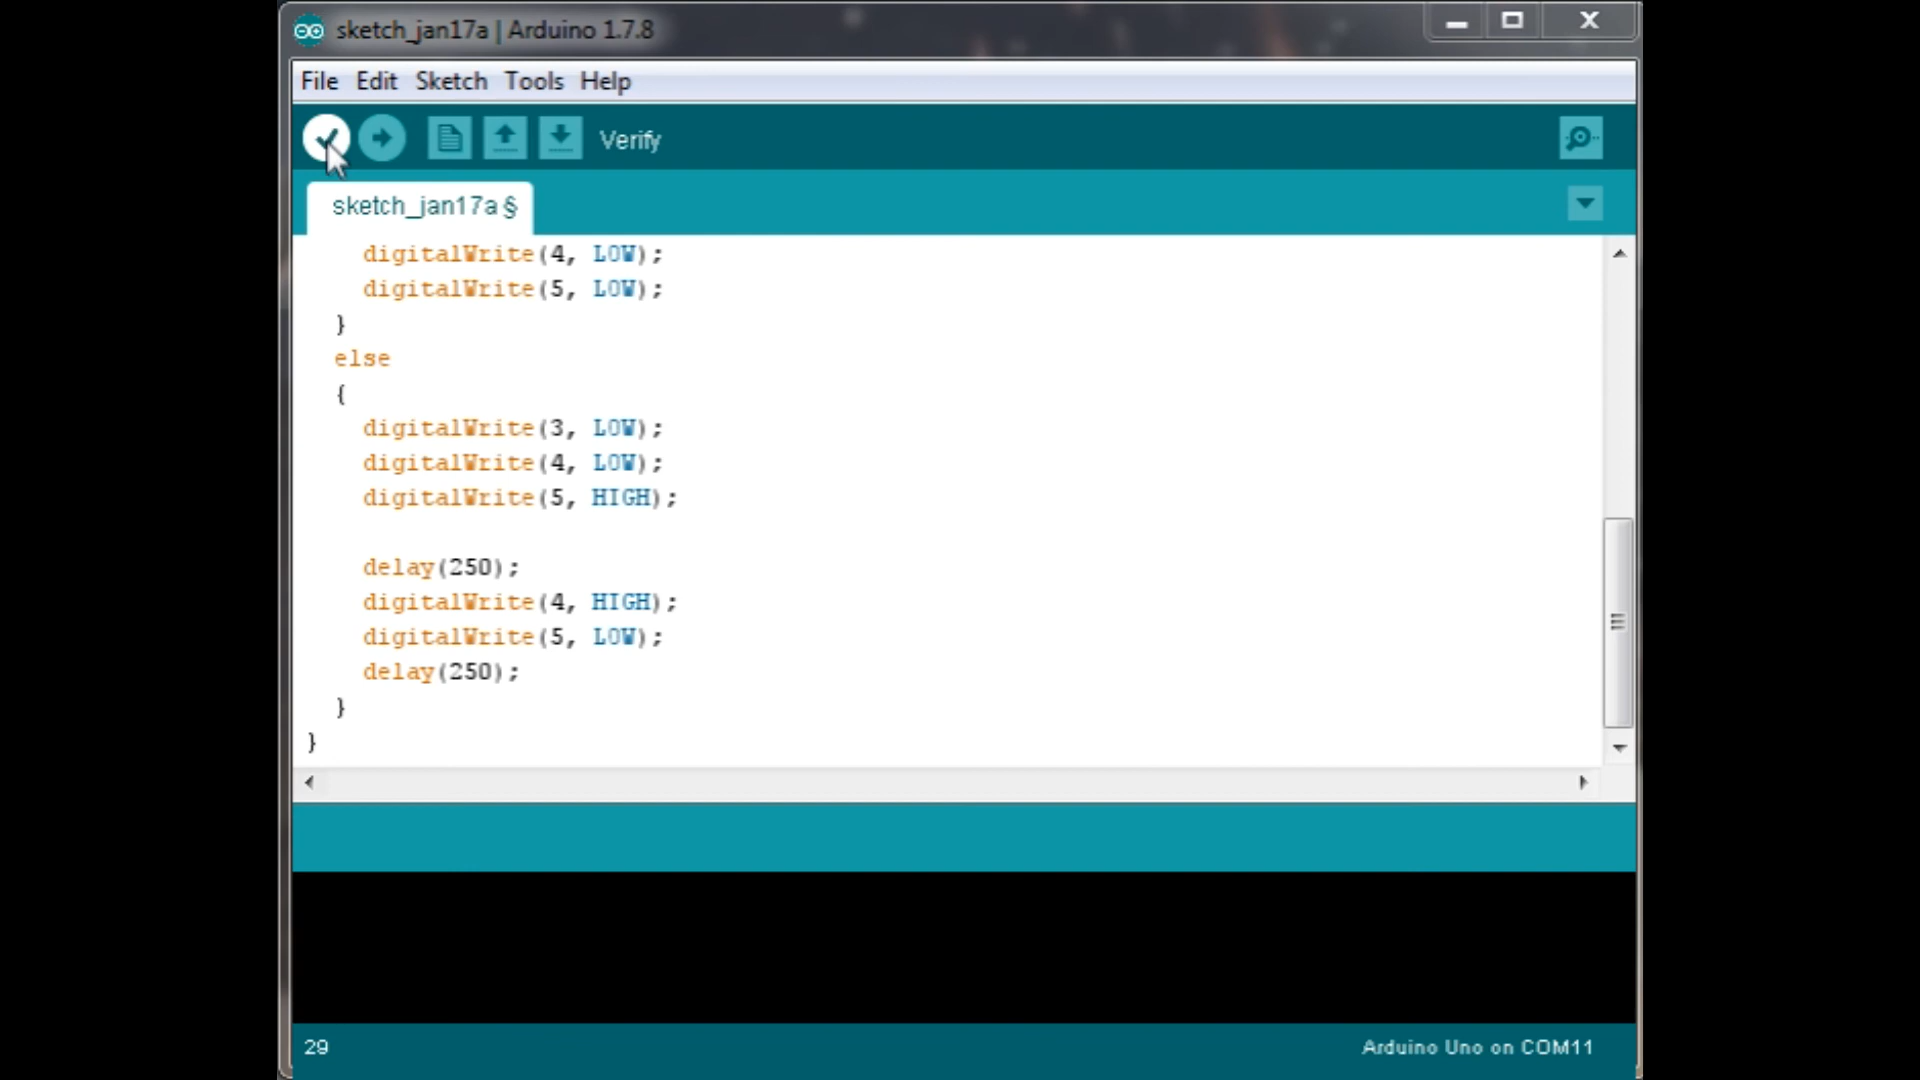 sketch_jan17a | Arduino 1.7.8
File Edit Sketch Tools Help
Verify
sketch_jan17a §
digitalWrite(4, LOW);
digitalWrite(5, LOW);
}
else
{
digitalWrite(3, LOW);
digitalWrite(4, LOW);
digitalWrite(5, HIGH);
delay(250);
digitalWrite(4, HIGH);
digitalWrite(5, LOW);
delay(250);
}
}
29
Arduino Uno on COM11